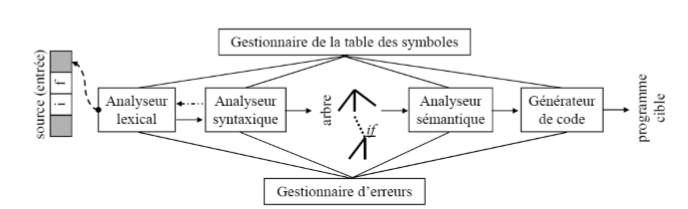 Gestionnaire de la table des symboles
source (entrée)
f
i
Analyseur
lexical
Analyseur
syntaxique
arbre
if
Analyseur
sémantique
Générateur
de code
programme
cible
Gestionnaire d'erreurs